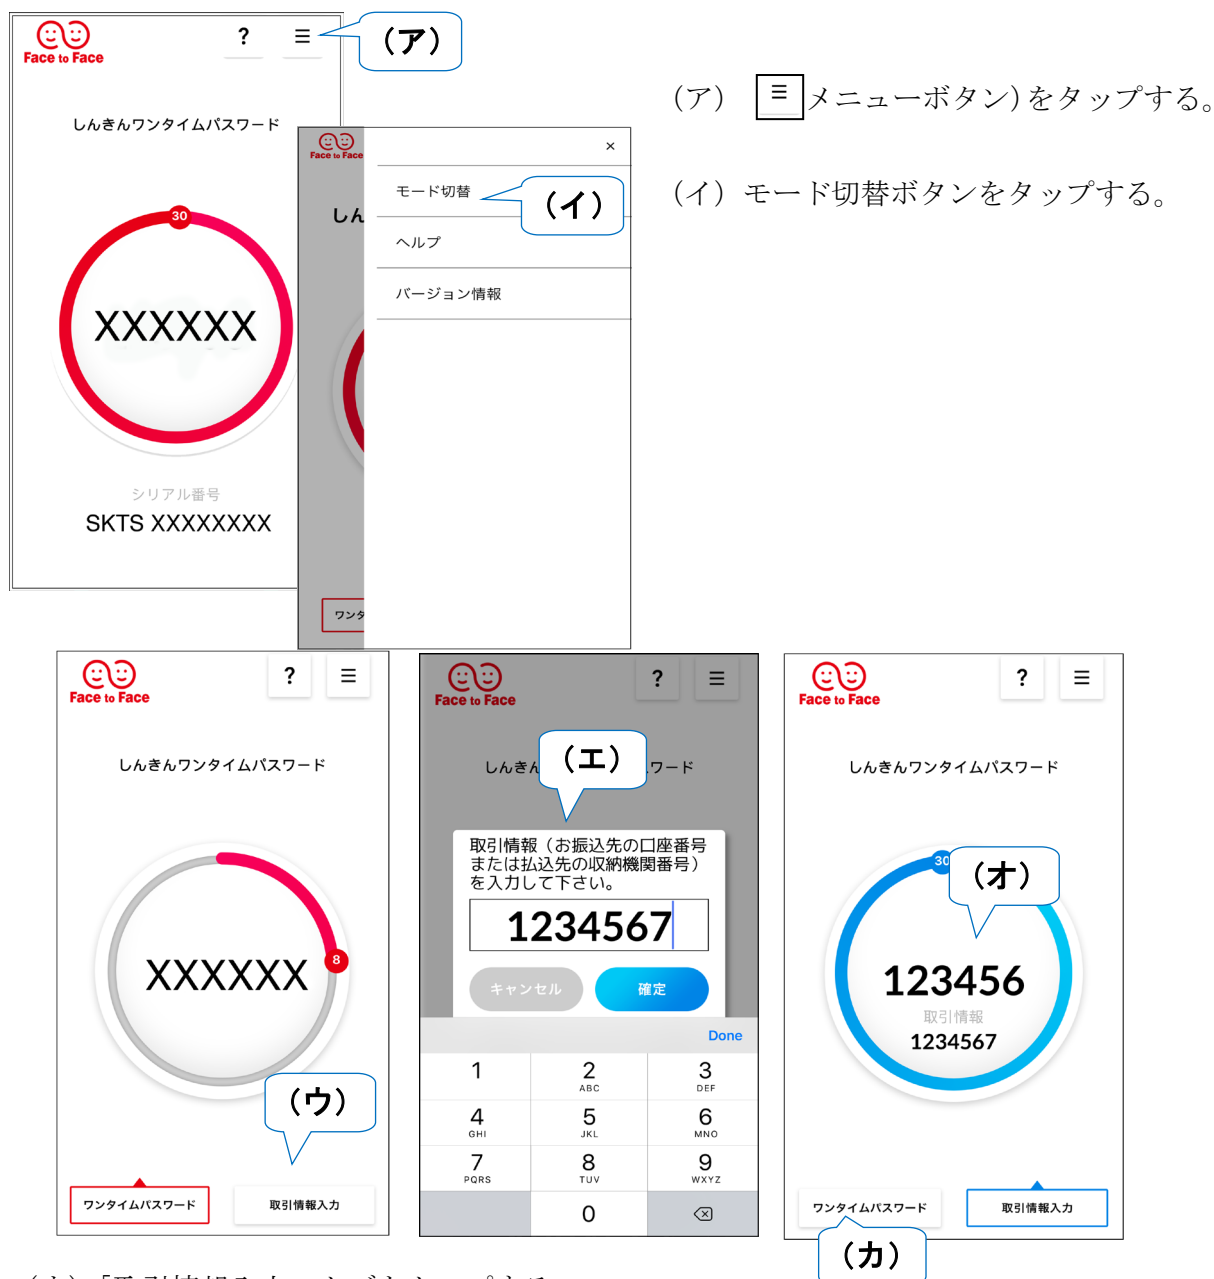 Face to Face
?
(ア)
しんきんワンタイムパスワード
30
XXXXXX
シリアル番号
SKTS XXXXXXXX
Face to Face
×
しん
モード切替
(イ)
ヘルプ
バージョン情報
ワンタ
(ア) メニューボタン)をタップする。
(イ) モード切替ボタンをタップする。
Face to Face
?
しんきんワンタイムパスワード
8
XXXXXX
(ウ)
ワンタイムパスワード
取引情報入力
Face to Face
?
(エ)
しんき
スワード
取引情報(お振込先の口座番号
または払込先の収納機関番号)
を入力して下さい。
1234567
キャンセル
確定
Done
1
2
ABC
3
DEF
4
GHI
5
JKL
6
MNO
7
PQRS
8
TUV
9
WXYZ
0
Face to Face
?
しんきんワンタイムパスワード
30
(オ)
123456
取引情報
1234567
ワンタイムパスワード
取引情報入力
(カ)